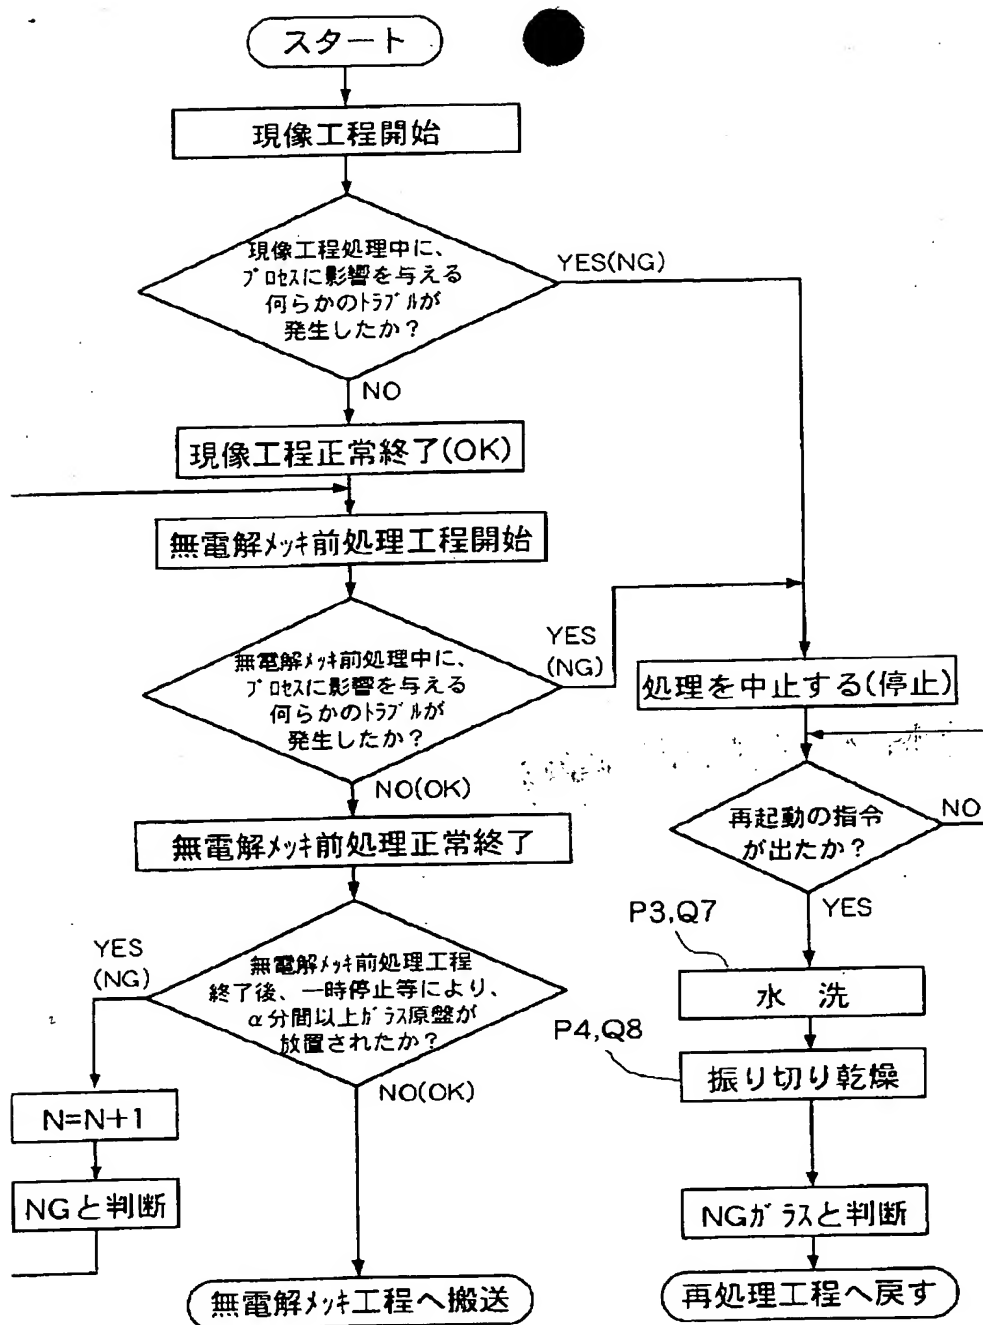 スタート
現像工程開始
現像工程処理中に、
プロセスに影響を与える
何らかのトラブルが
発生したか？
YES(NG)
NO
現像工程正常終了(OK)
無電解メッキ前処理工程開始
無電解メッキ前処理中に、
プロセスに影響を与える
何らかのトラブルが
発生したか？
YES
(NG)
NO(OK)
処理を中止する(停止)
再起動の指令
が出たか？
NO
YES
無電解メッキ前処理正常終了
無電解メッキ前処理工程
終了後、一時停止等により、
α分間以上ガラス原盤が
放置されたか？
YES
(NG)
NO(OK)
N=N+1
NGと判断
無電解メッキ工程へ搬送
P3,Q7
水 洗
P4,Q8
振り切り乾燥
NGガラスと判断
再処理工程へ戻す